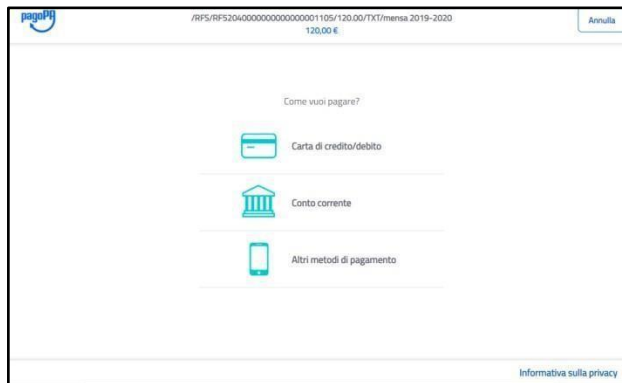 pagoPA
/RFS/RFS2040000000000000001105/120.00/TXT/mensa 2019-2020
120,00 €
Annulla
Come vuoi pagare?
Carta di credito/debito
Conto corrente
Altri metodi di pagamento
Informativa sulla privacy